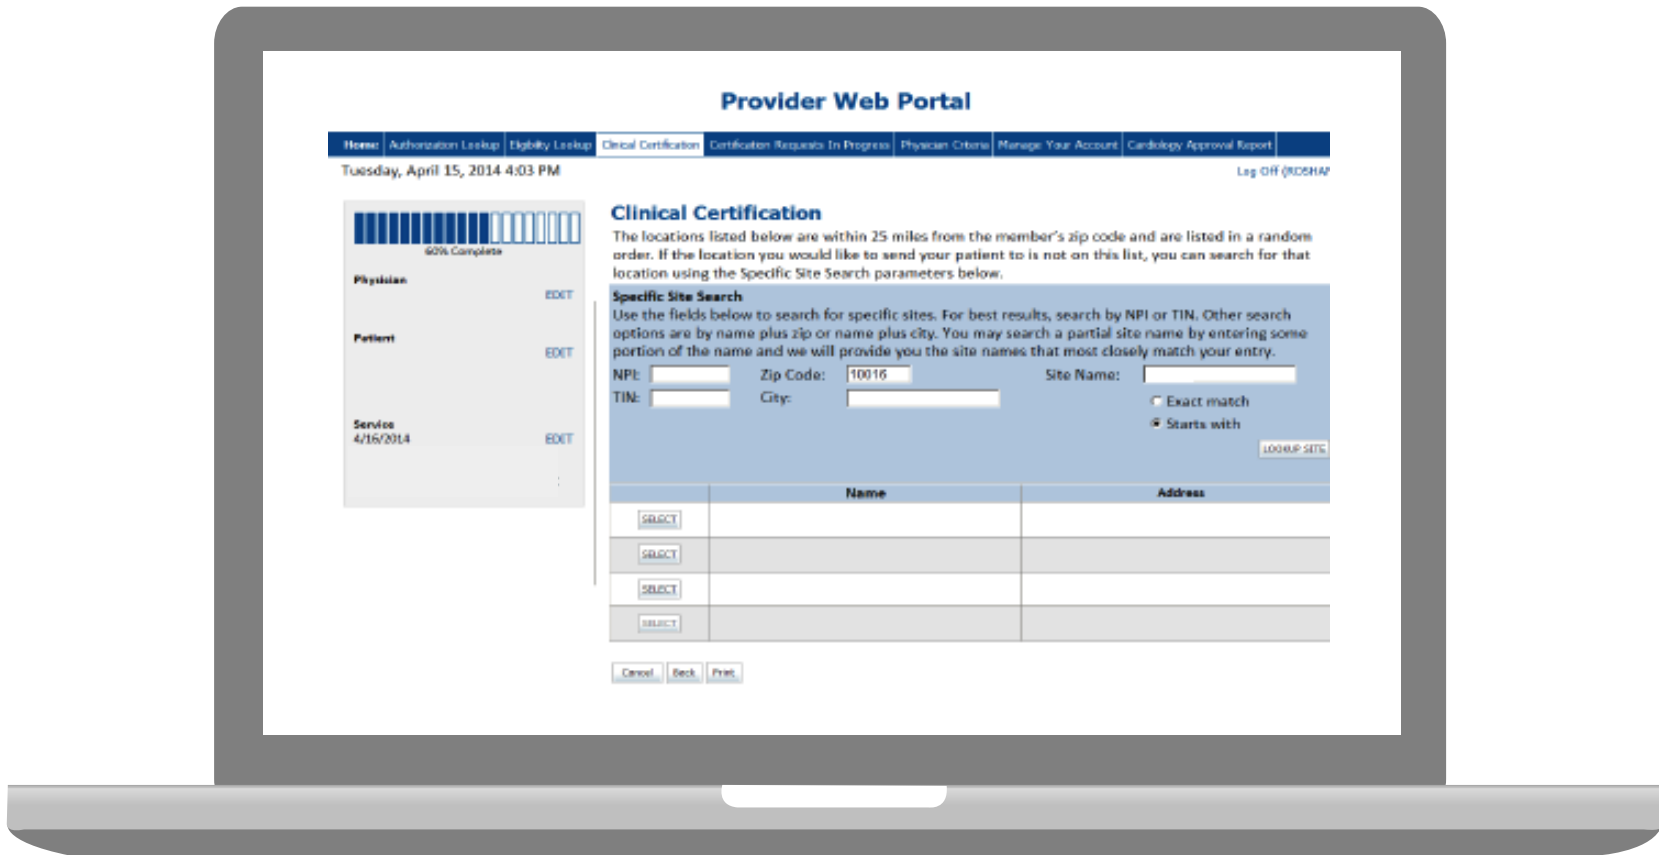 Provider Web Portal
Home Authorization Lookup Eligibility Lookup Clinical Certification Certification Requests In Progress Physician Criteria Manage Your Account Cardiology Approval Report
Tuesday, April 15, 2014 4:03 PM
Log Off (ROSHAN
60% Complete
Physician
EDIT
Patient
EDIT
Service
4/16/2014 EDIT
Clinical Certification
The locations listed below are within 25 miles from the member's zip code and are listed in a random
order. If the location you would like to send your patient to is not on this list, you can search for that
location using the Specific Site Search parameters below.
Specific Site Search
Use the fields below to search for specific sites. For best results, search by NPI or TIN. Other search
options are by name plus zip or name plus city. You may search a partial site name by entering some
portion of the name and we will provide you the site names that most closely match your entry.
NPI: Zip Code: 10016 Site Name:
TIN: City:
Exact match
Starts with
LOOKUP SITE
Name Address
SELECT
SELECT
SELECT
SELECT
Cancel Back Print